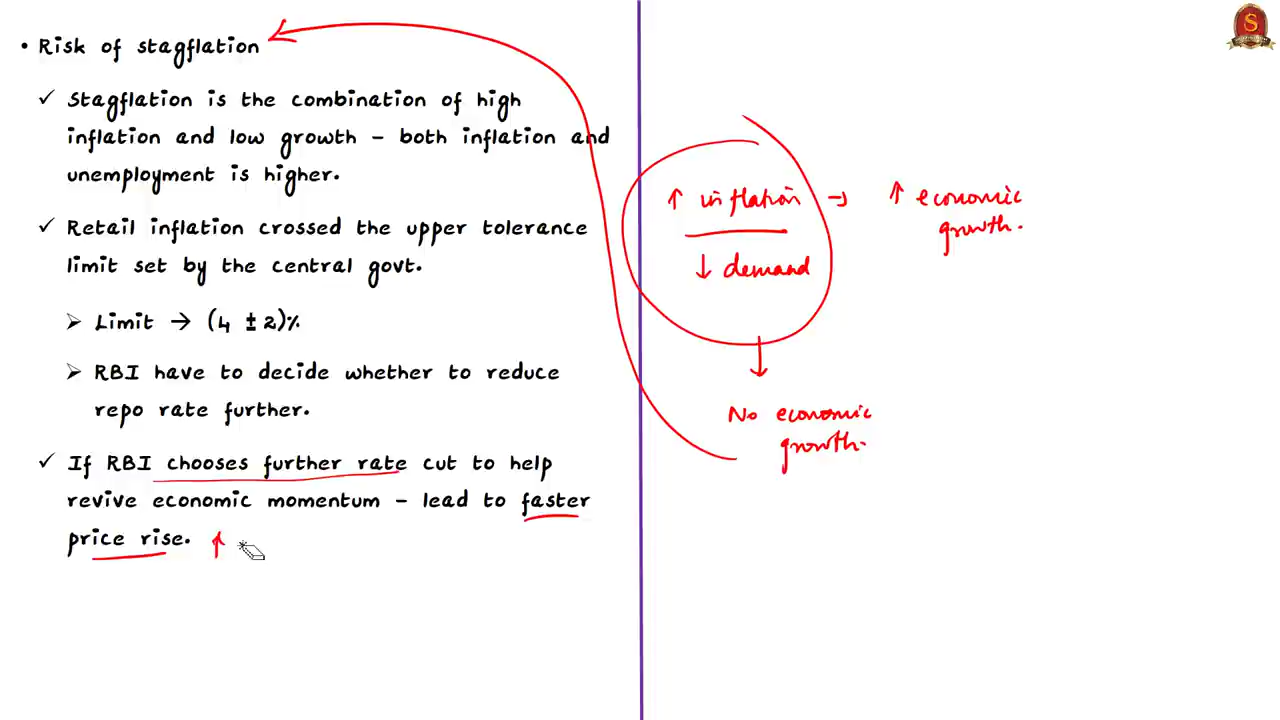 • Risk of stagflation
✓ Stagflation is the combination of high
inflation and low growth – both inflation and
unemployment is higher.
✓ Retail inflation crossed the upper tolerance
limit set by the central govt.
➢ Limit → (4 ± 2)%
➢ RBI have to decide whether to reduce
repo rate further.
✓ If RBI chooses further rate cut to help
revive economic momentum – lead to faster
price rise. ↑
↑ inflation → ↑ economic
growth.
↓ demand
↓
No economic
growth.
S